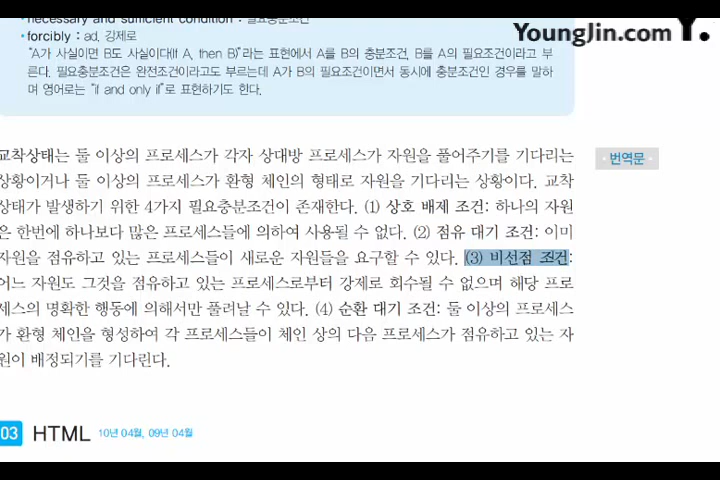 • necessary and sufficient condition : 필요충분조건
YoungJin.com Y.
• forcibly : ad. 강제로
"A가 사실이면 B도 사실이다(If A, then B)"라는 표현에서 A를 B의 충분조건, B를 A의 필요조건이라고 부
른다. 필요충분조건은 완전조건이라고도 부르는데 A가 B의 필요조건이면서 동시에 충분조건인 경우를 말하
며 영어로는 "if and only if"로 표현하기도 한다.
교착상태는 둘 이상의 프로세스가 각자 상대방 프로세스가 자원을 풀어주기를 기다리는
번역문
상황이거나 둘 이상의 프로세스가 환형 체인의 형태로 자원을 기다리는 상황이다. 교착
상태가 발생하기 위한 4가지 필요충분조건이 존재한다. (1) 상호 배제 조건: 하나의 자원
은 한번에 하나보다 많은 프로세스들에 의하여 사용될 수 없다. (2) 점유 대기 조건: 이미
자원을 점유하고 있는 프로세스들이 새로운 자원들을 요구할 수 있다. (3) 비선점 조건:
어느 자원도 그것을 점유하고 있는 프로세스로부터 강제로 회수될 수 없으며 해당 프로
세스의 명확한 행동에 의해서만 풀려날 수 있다. (4) 순환 대기 조건: 둘 이상의 프로세스
가 환형 체인을 형성하여 각 프로세스들이 체인 상의 다음 프로세스가 점유하고 있는 자
원이 배정되기를 기다린다.
03 HTML 10년 04월, 09년 04월